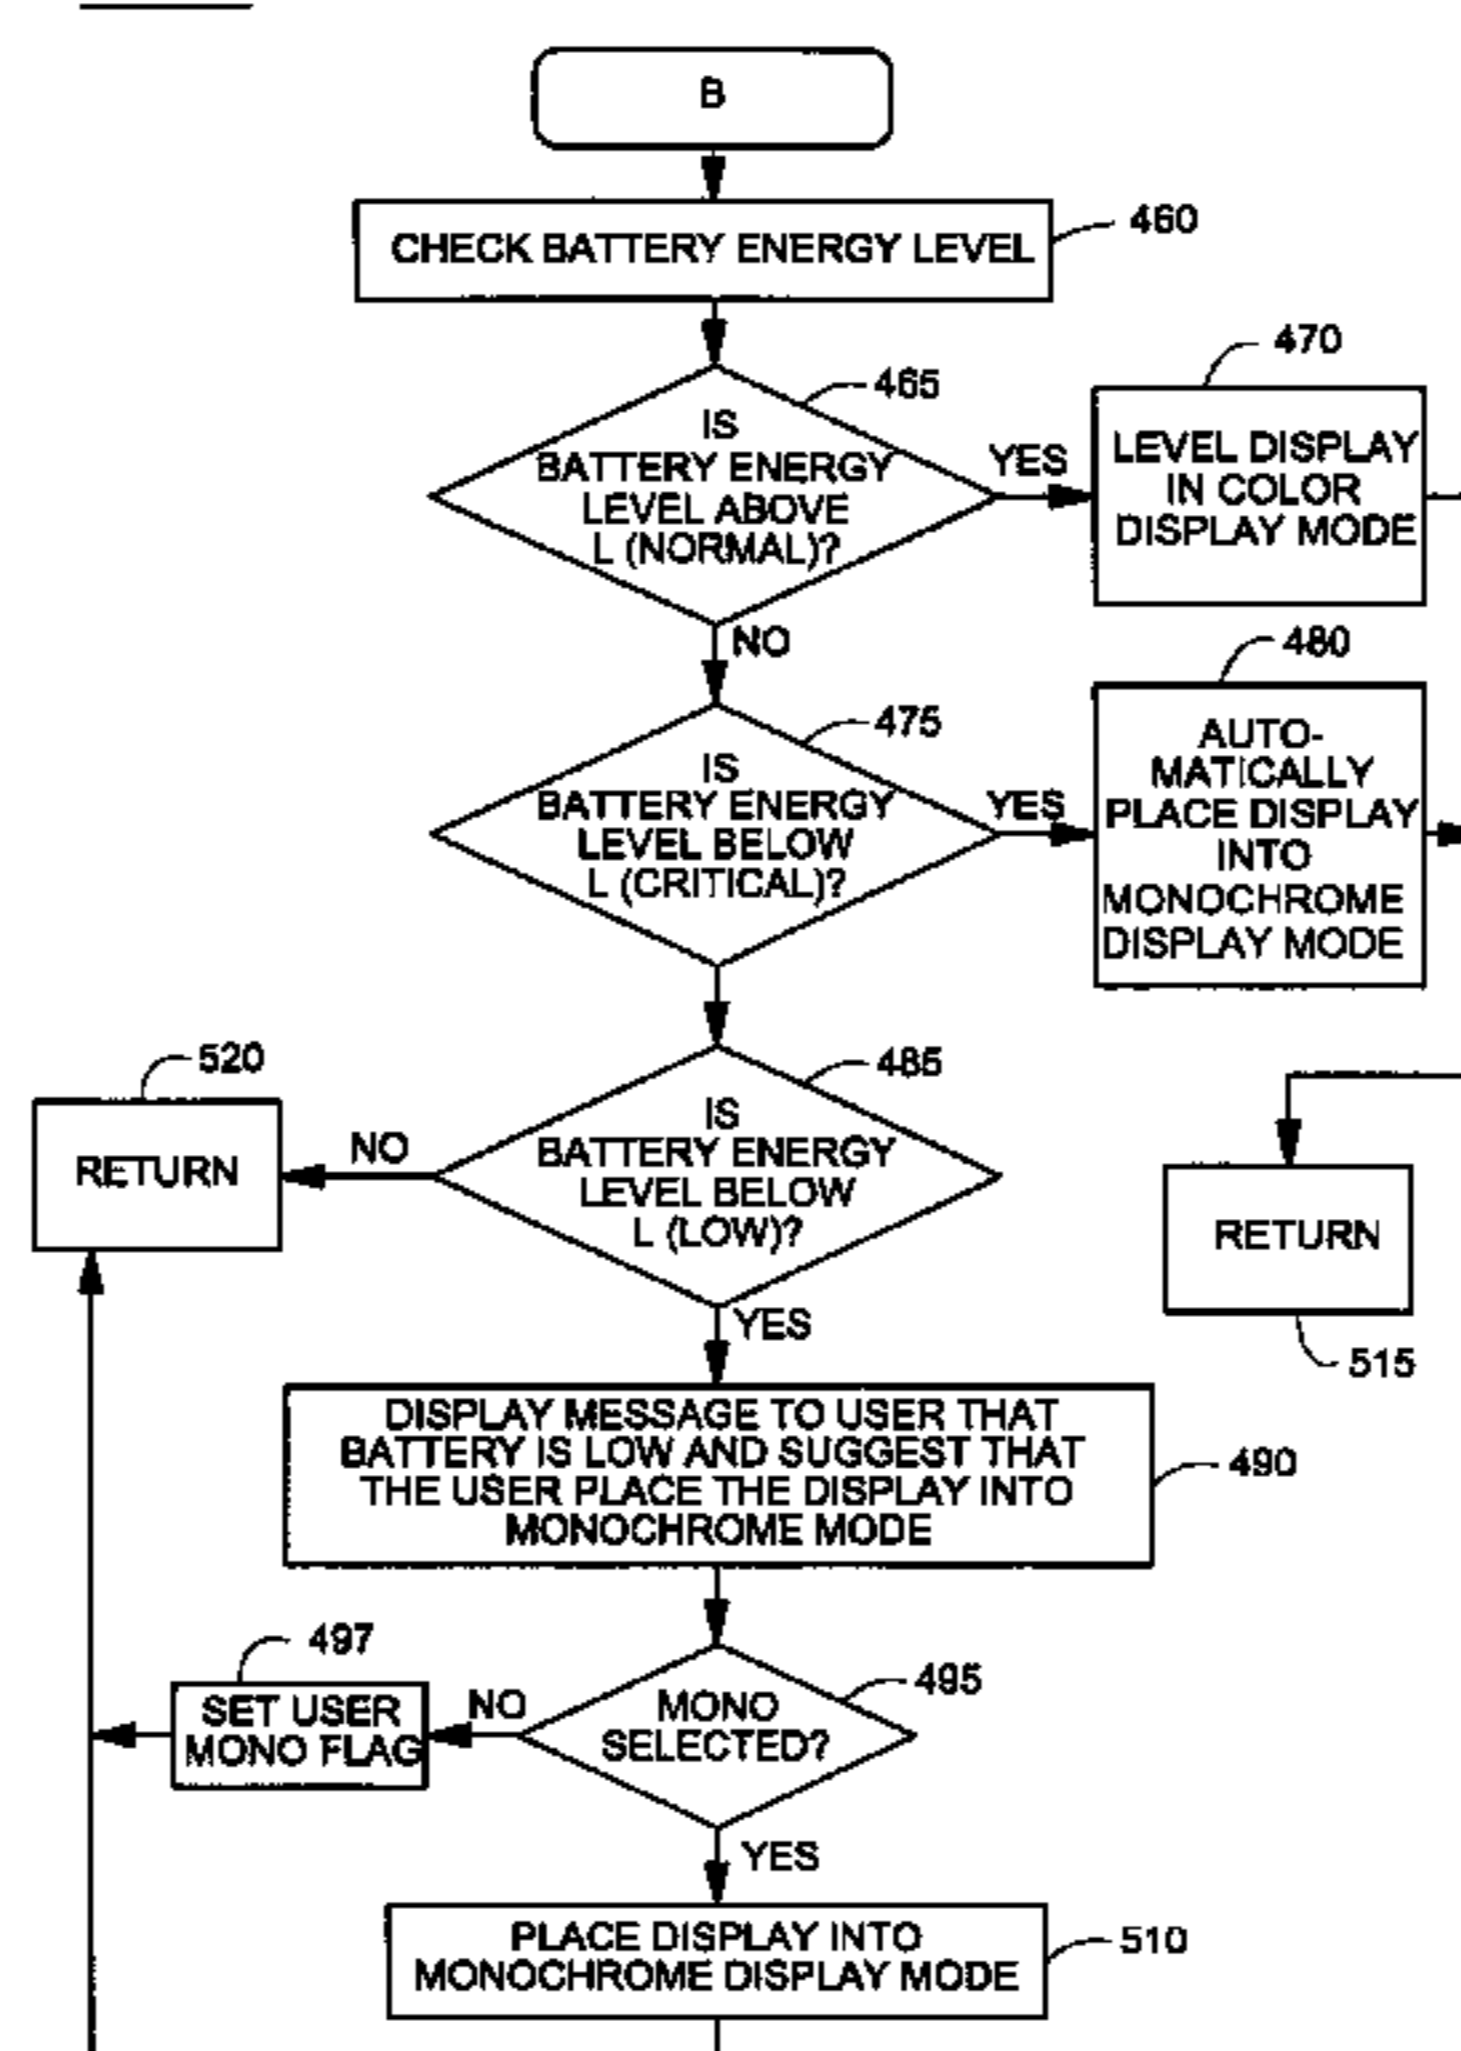 B
CHECK BATTERY ENERGY LEVEL
460
470
465
IS
BATTERY ENERGY
LEVEL ABOVE
L (NORMAL)?
YES
LEVEL DISPLAY
IN COLOR
DISPLAY MODE
NO
480
475
IS
BATTERY ENERGY
LEVEL BELOW
L (CRITICAL)?
YES
AUTO-
MATICALLY
PLACE DISPLAY
INTO
MONOCHROME
DISPLAY MODE
520
485
RETURN
NO
IS
BATTERY ENERGY
LEVEL BELOW
L (LOW)?
RETURN
515
YES
DISPLAY MESSAGE TO USER THAT
BATTERY IS LOW AND SUGGEST THAT
THE USER PLACE THE DISPLAY INTO
MONOCHROME MODE
490
497
495
SET USER
MONO FLAG
NO
MONO
SELECTED?
YES
PLACE DISPLAY INTO
MONOCHROME DISPLAY MODE
510